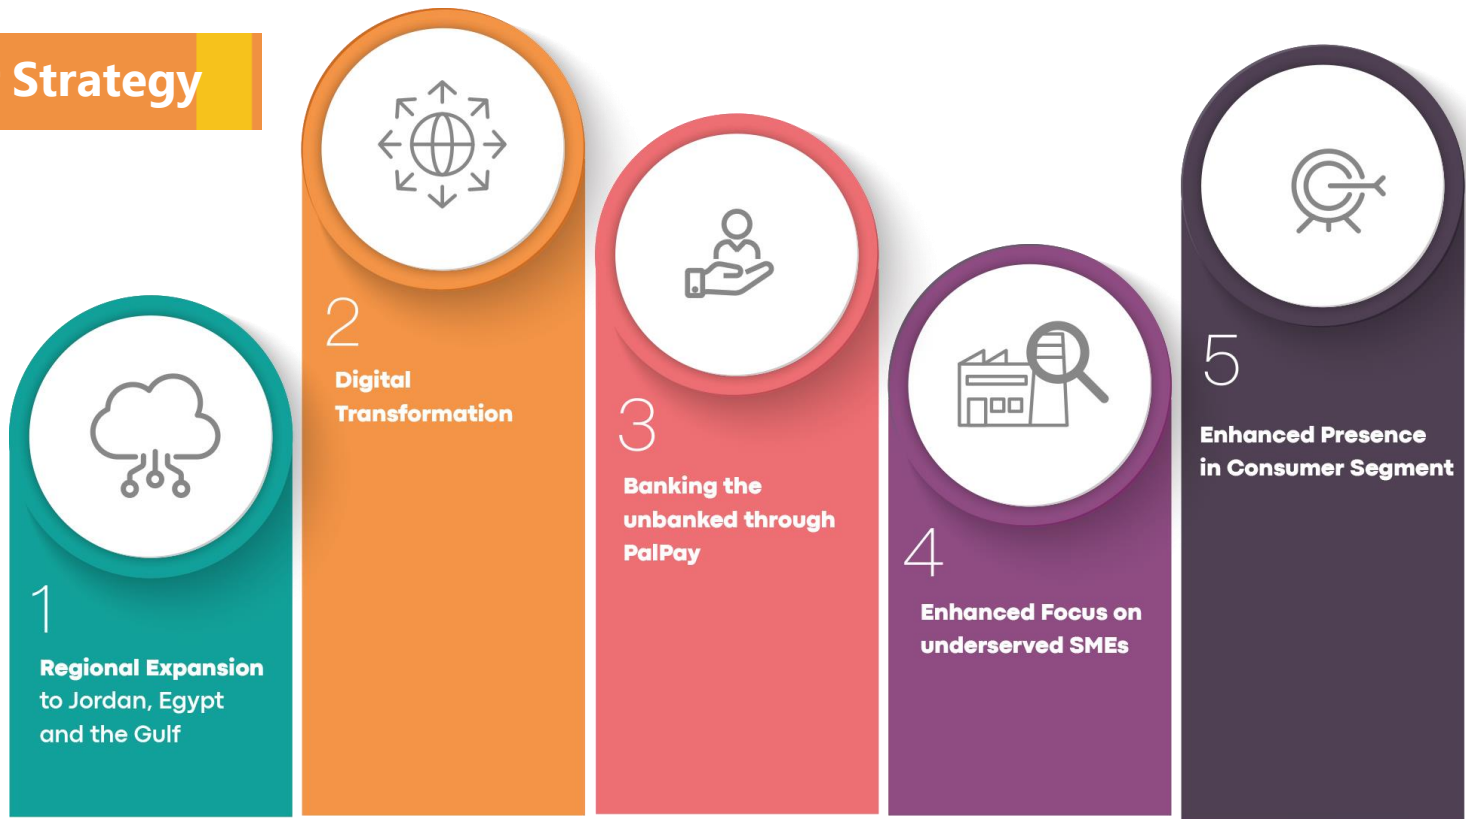 Strategy
1
Regional Expansion
to Jordan, Egypt
and the Gulf
2
Digital
Transformation
3
Banking the
unbanked through
PalPay
4
Enhanced Focus on
underserved SMEs
5
Enhanced Presence
in Consumer Segment